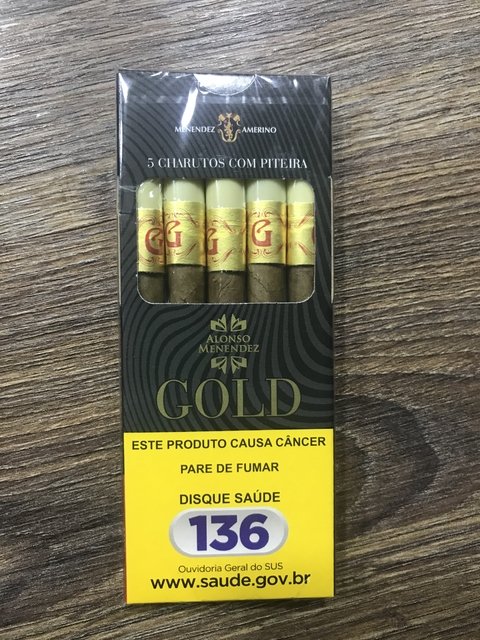 MENENDEZ AMERINO
5 CHARUTOS COM PITEIRA
G G G G
ALONSO
MENENDEZ
GOLD
ESTE PRODUTO CAUSA CÂNCER
PARE DE FUMAR
DISQUE SAÚDE
136
Ouvidoria Geral do SUS
www.saude.gov.br